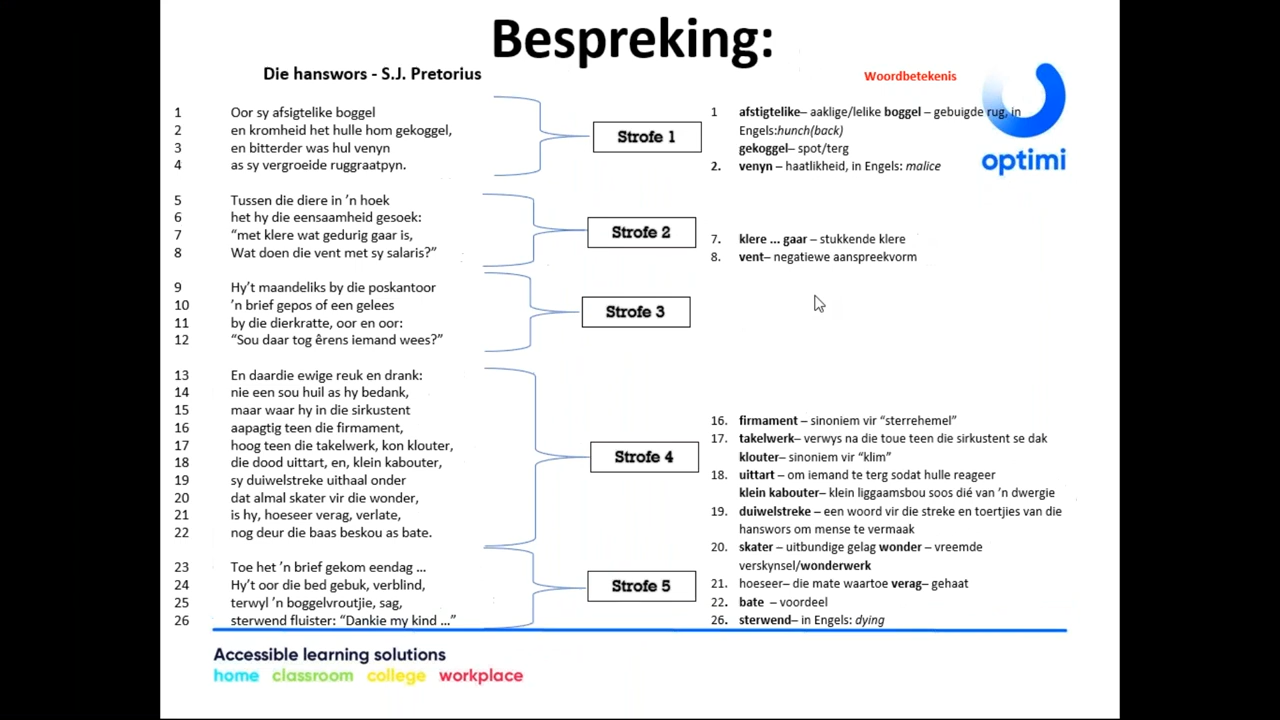 Bespreking:
Die hanswors - S.J. Pretorius
1 Oor sy afsigtelike boggel
2 en kromheid het hulle hom gekoggel,
3 en bitterder was hul venyn
4 as sy vergroeide ruggraatpyn.
Strofe 1
5 Tussen die diere in 'n hoek
6 het hy die eensaamheid gesoek:
7 "met klere wat gedurig gaar is,
8 Wat doen die vent met sy salaris?"
Strofe 2
9 Hy't maandeliks by die poskantoor
10 'n brief gepos of een gelees
11 by die dierkratte, oor en oor:
12 "Sou daar tog êrens iemand wees?"
Strofe 3
13 En daardie ewige reuk en drank:
14 nie een sou huil as hy bedank,
15 maar waar hy in die sirkustent
16 aapagtig teen die firmament,
17 hoog teen die takelwerk, kon klouter,
18 die dood uittart, en, klein kabouter,
19 sy duiwelstreke uithaal onder
20 dat almal skater vir die wonder,
21 is hy, hoeseer verag, verlate,
22 nog deur die baas beskou as bate.
Strofe 4
23 Toe het 'n brief gekom eendag ...
24 Hy't oor die bed gebuk, verblind,
25 terwyl 'n boggelvroutjie, sag,
26 sterwend fluister: "Dankie my kind ..."
Strofe 5
Woordbetekenis
1 afstigtelike– aaklige/lelike boggel – gebuigde rug, in
Engels:hunch(back)
gekoggel– spot/terg
2. venyn – haatlikheid, in Engels: malice
7. klere ... gaar – stukkende klere
8. vent– negatiewe aanspreekvorm
16. firmament – sinoniem vir "sterrehemel"
17. takelwerk– verwys na die toue teen die sirkustent se dak
klouter– sinoniem vir "klim"
18. uittart – om iemand te terg sodat hulle reageer
klein kabouter– klein liggaamsbou soos dié van 'n dwergie
19. duiwelstreke – een woord vir die streke en toertjies van die
hanswors om mense te vermaak
20. skater – uitbundige gelag wonder – vreemde
verskynsel/wonderwerk
21. hoeseer– die mate waartoe verag– gehaat
22. bate – voordeel
26. sterwend– in Engels: dying
optimi
Accessible learning solutions
home classroom college workplace